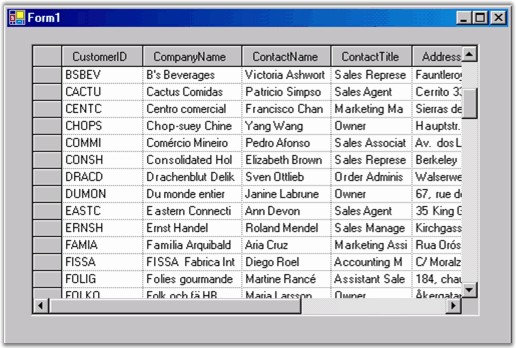 Form1
CustomerID CompanyName ContactName ContactTitle Address
BSBEV B's Beverages Victoria Ashwort Sales Represe Fauntleroy
CACTU Cactus Comidas Patricio Simpso Sales Agent Cerrito 33
CENTC Centro comercial Francisco Chan Marketing Ma Sierras de
CHOPS Chop-suey Chine Yang Wang Owner Hauptstr.
COMMI Comércio Mineiro Pedro Afonso Sales Associat Av. dos L
CONSH Consolidated Hol Elizabeth Brown Sales Represe Berkeley
DRACD Drachenblut Delik Sven Ottlieb Order Adminis Walserwe
DUMON Du monde entier Janine Labrune Owner 67, rue de
EASTC Eastern Connecti Ann Devon Sales Agent 35 King G
ERNSH Ernst Handel Roland Mendel Sales Manage Kirchgass
FAMIA Familia Arquibald Aria Cruz Marketing Assi Rua Orós
FISSA FISSA Fabrica Int Diego Roel Accounting M C/ Moralz
FOLIG Folies gourmande Martine Rancé Assistant Sale 184, chau
FOLKO Folk och fä HB Maria Larsson Owner Åkergatan